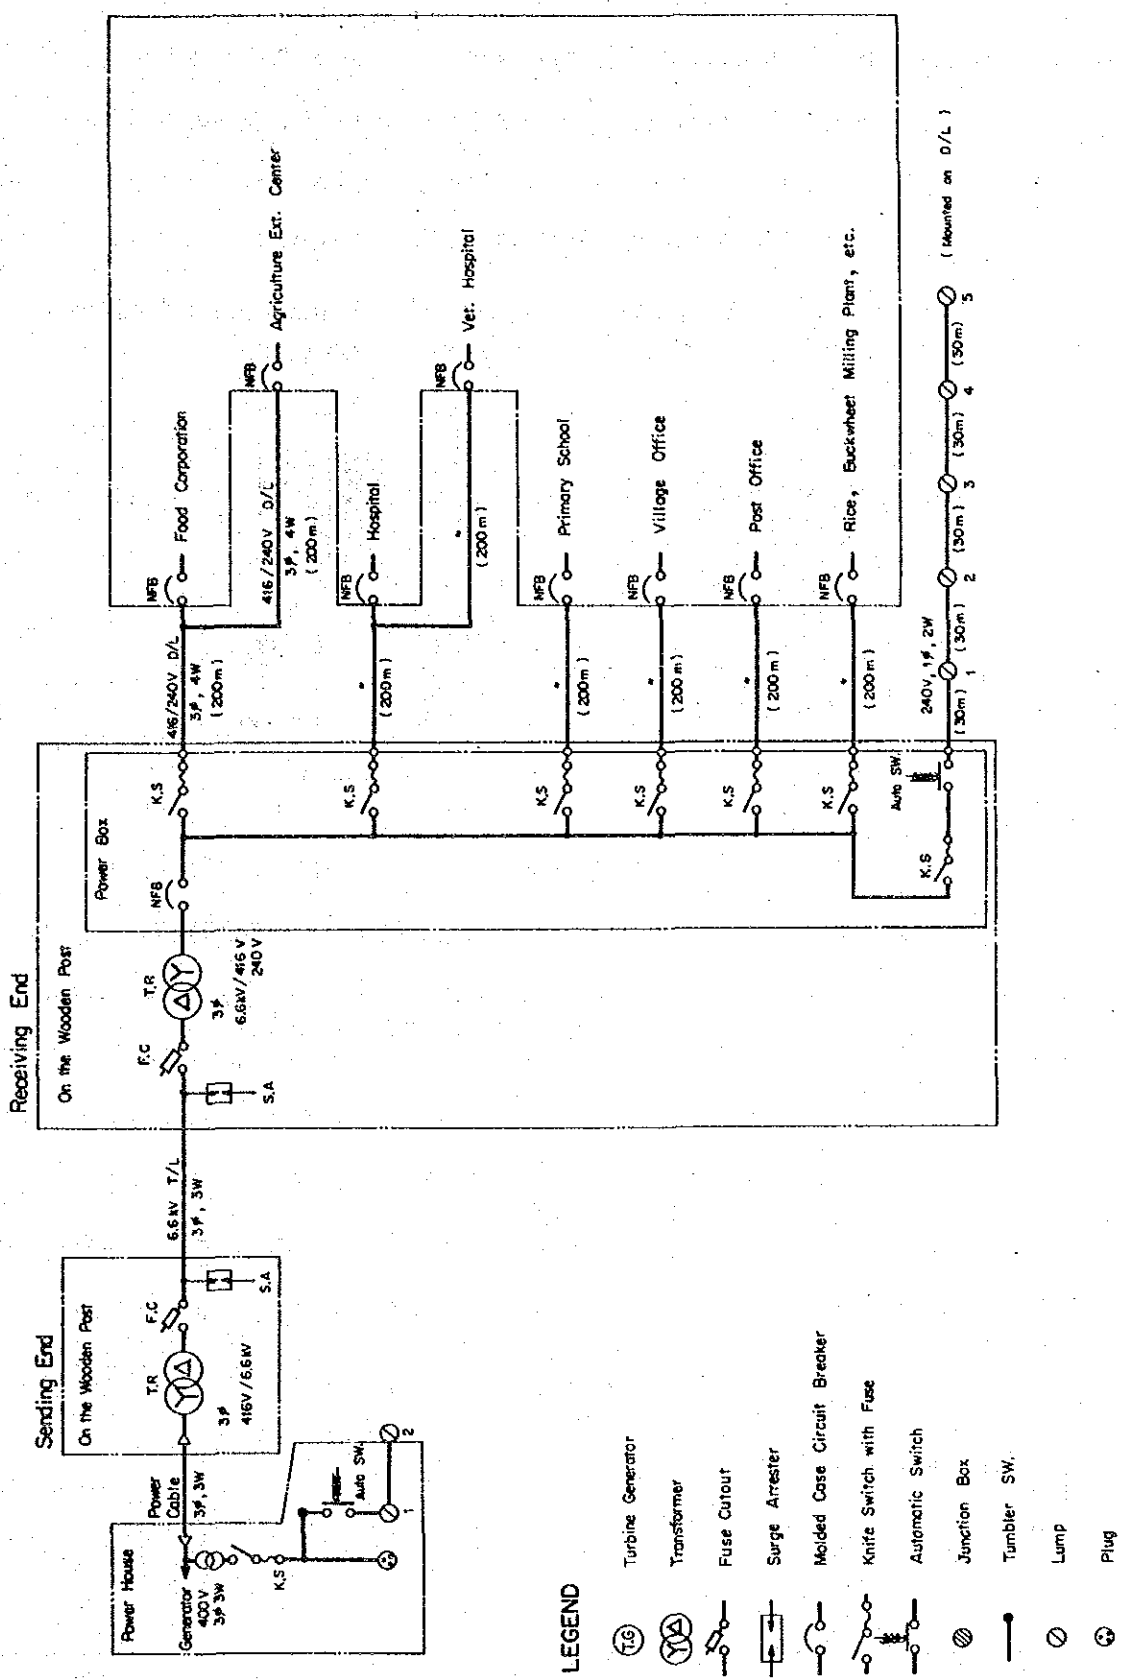 Receiving End
On the Wooden Post
Power Box
Sending End
On the Wooden Post
Power House
Generator
400V
3φ 3W
K.S
Auto SW.
1
2
Power
Cable
3φ, 3W
T.R
3φ
416V/6.6kV
F.C
S.A
6.6kV T/L
3φ, 3W
S.A
F.C
T.R
3φ
6.6kV/416V
240V
NFB
K.S
416/240V D/L
3φ, 4W
(200m)
NFB
Food Corporation
416/240V D/L
3φ, 4W
(200m)
NFB
Agriculture Ext. Center
K.S
"
(200m)
NFB
Hospital
"
(200m)
NFB
Vet. Hospital
K.S
"
(200m)
NFB
Primary School
K.S
"
(200m)
NFB
Village Office
K.S
"
(200m)
NFB
Post Office
K.S
"
(200m)
NFB
Rice, Buckwheat Milling Plant, etc.
K.S
Auto SW.
240V, 1φ, 2W
(30m)
1
(30m)
2
(30m)
3
(30m)
4
(30m)
5
(Mounted on D/L)
LEGEND
T.G Turbine Generator
Transformer
Fuse Cutout
Surge Arrester
Molded Case Circuit Breaker
Knife Switch with Fuse
Automatic Switch
Junction Box
Tumbler SW.
Lump
Plug